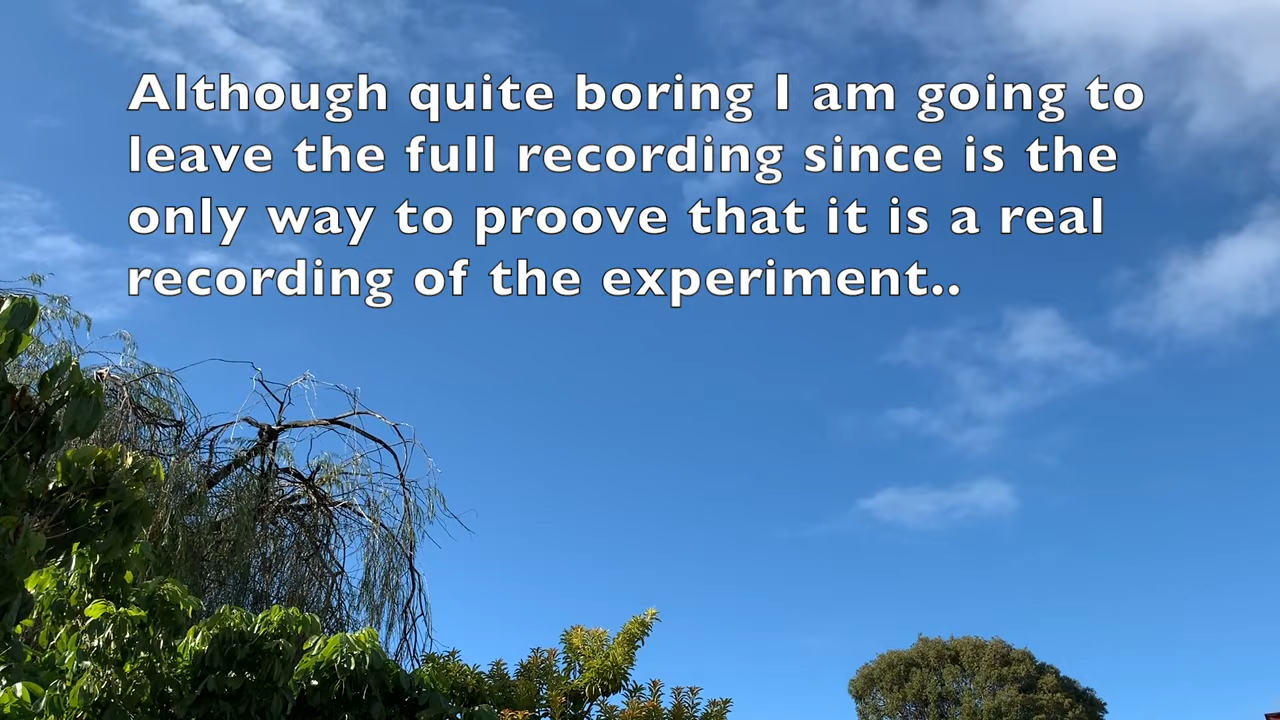 Although quite boring I am going to
leave the full recording since is the
only way to proove that it is a real
recording of the experiment..